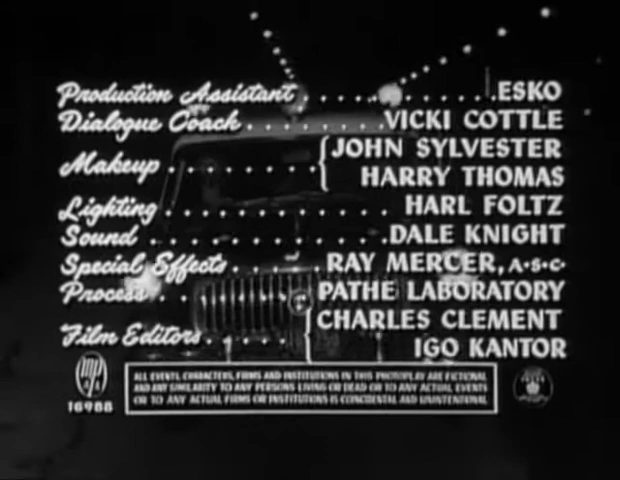 Production Assistant . . . . . . . . . . . . . ESKO
Dialogue Coach . . . . . . . . . . VICKI COTTLE
Makeup . . . . . . . . . . { JOHN SYLVESTER
HARRY THOMAS
Lighting . . . . . . . . . . . . . HARL FOLTZ
Sound . . . . . . . . . . . . . DALE KNIGHT
Special Effects . . . . . RAY MERCER, A·S·C·
Process . . . . . . . . . PATHE LABORATORY
Film Editors . . . . . { CHARLES CLEMENT
IGO KANTOR
16988
ALL EVENTS, CHARACTERS, FIRMS AND INSTITUTIONS IN THIS PHOTOPLAY ARE FICTIONAL
AND ANY SIMILARITY TO ANY PERSONS LIVING OR DEAD OR TO ANY ACTUAL EVENTS
OR TO ANY ACTUAL FIRMS OR INSTITUTIONS IS COINCIDENTAL AND UNINTENTIONAL